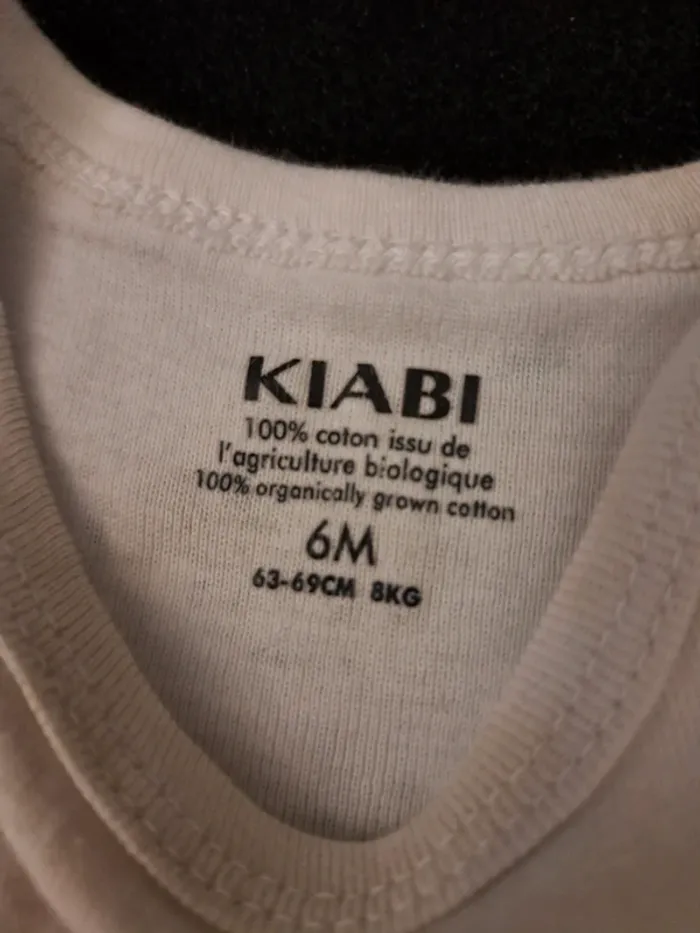 KIABI
100% coton issu de
l'agriculture biologique
100% organically grown cotton
6M
63-69CM 8KG